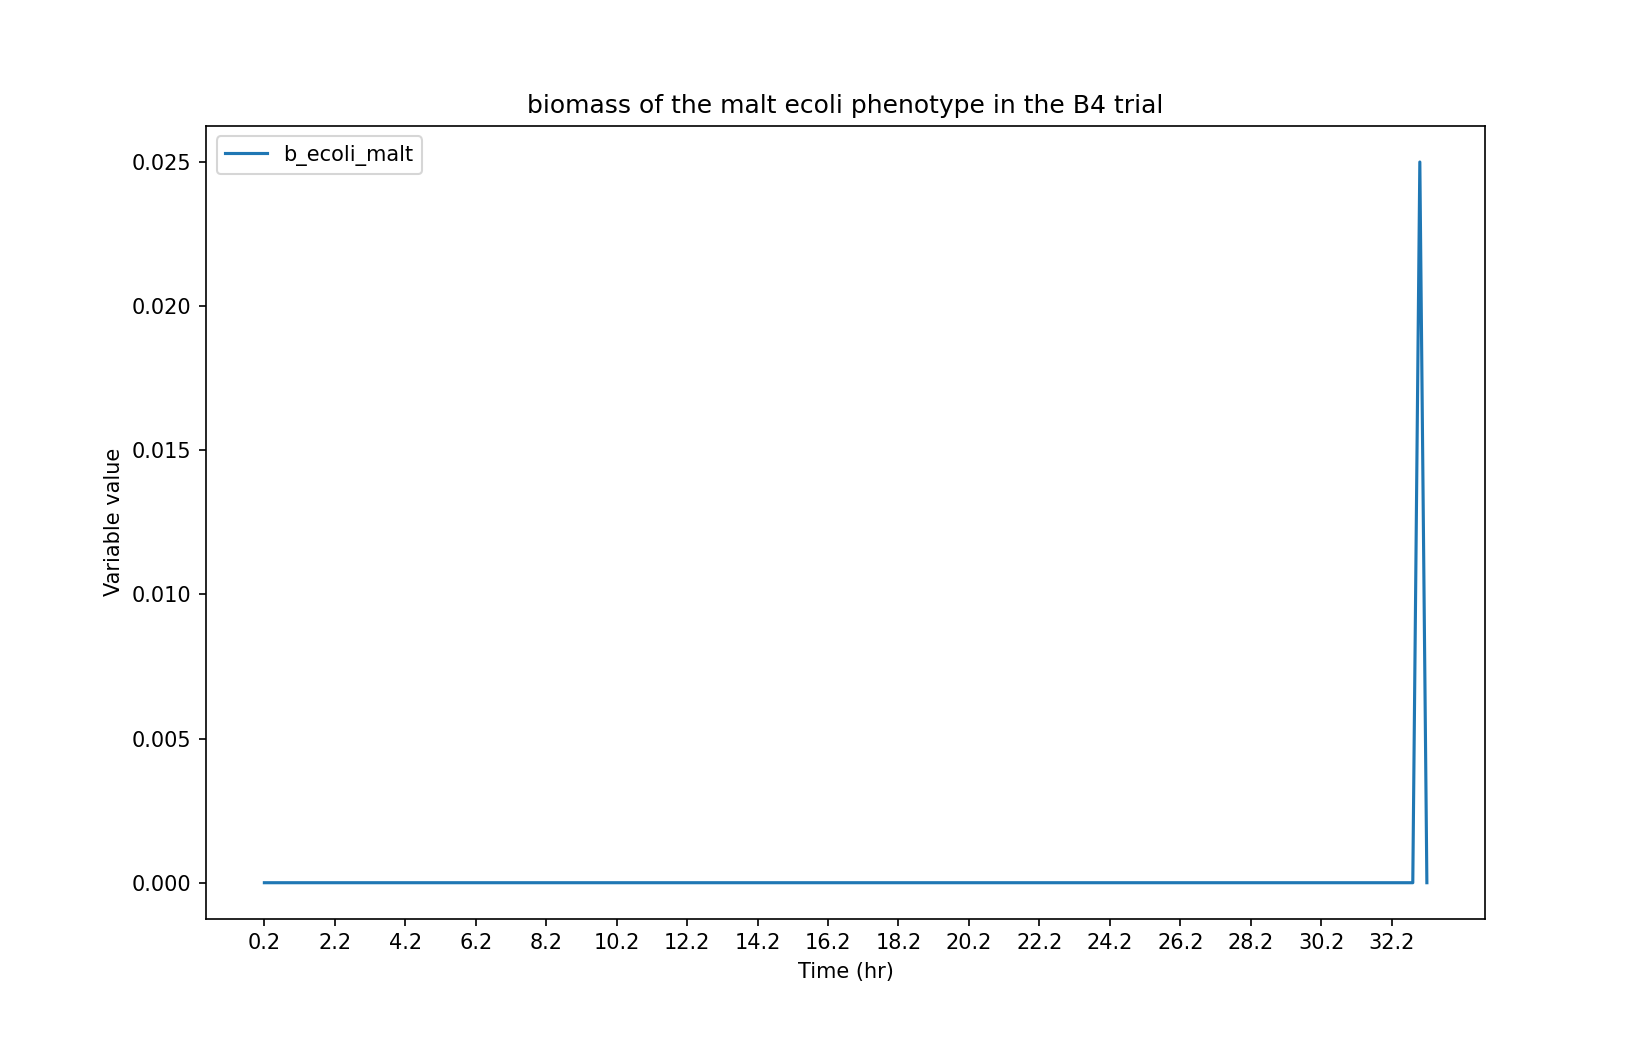 biomass of the malt ecoli phenotype in the B4 trial
b_ecoli_malt
0.025
0.020
0.015
0.010
0.005
0.000
Variable value
0.2 2.2 4.2 6.2 8.2 10.2 12.2 14.2 16.2 18.2 20.2 22.2 24.2 26.2 28.2 30.2 32.2
Time (hr)